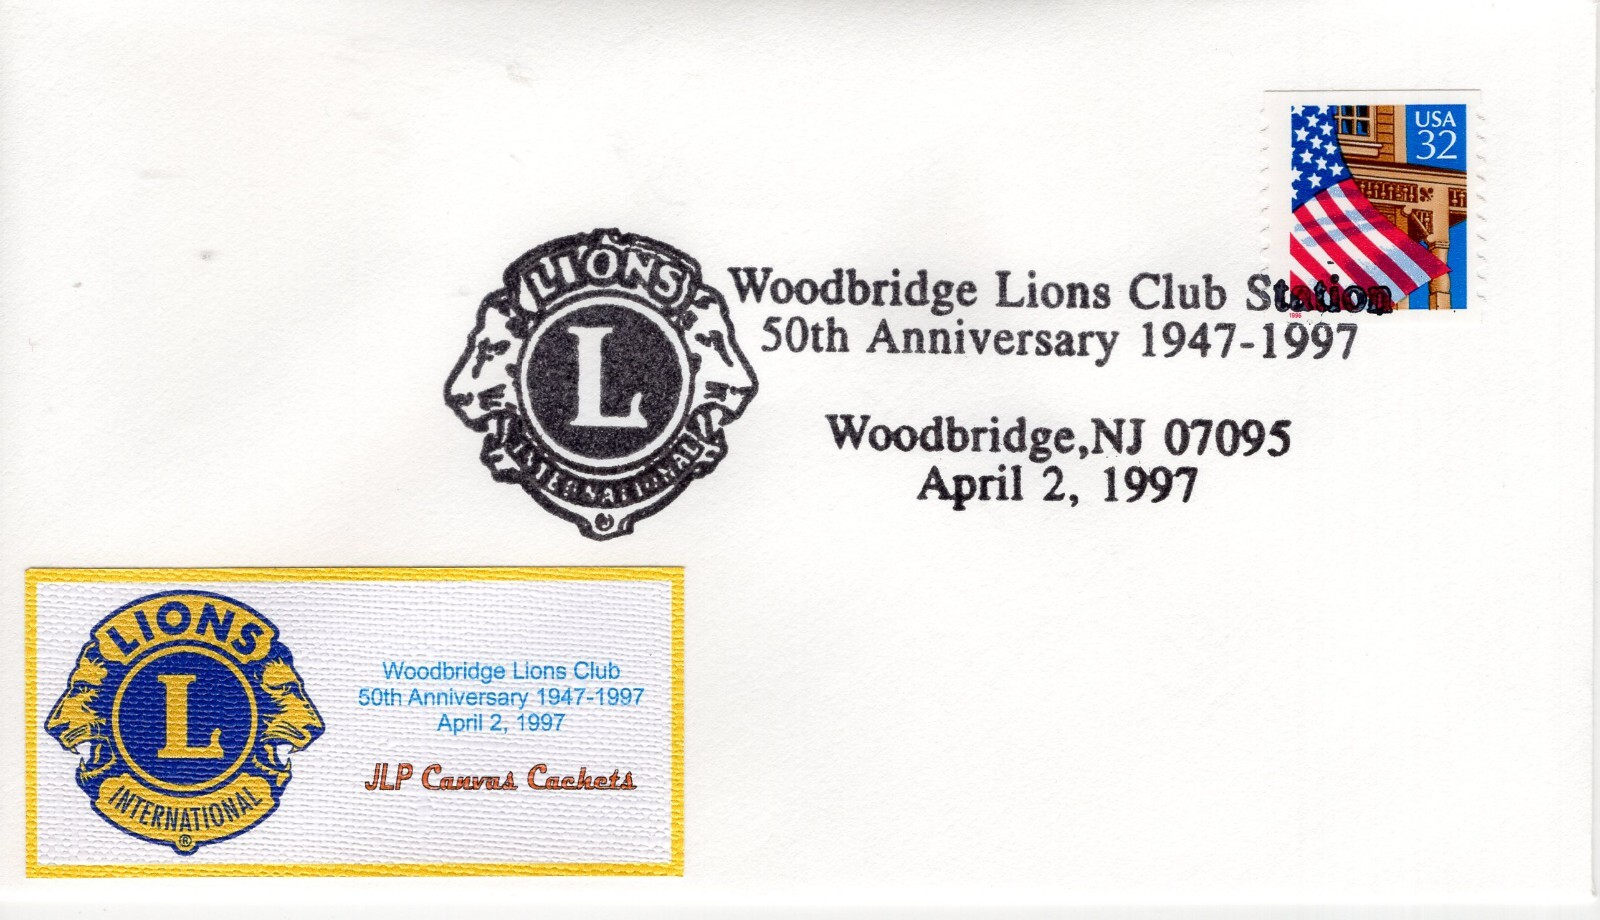 USA
32
LIONS
L
INTERNATIONAL
Woodbridge Lions Club Station
50th Anniversary 1947-1997
Woodbridge,NJ 07095
April 2, 1997
1996
LIONS
L
INTERNATIONAL
®
Woodbridge Lions Club
50th Anniversary 1947-1997
April 2, 1997
JLP Canvas Cachets